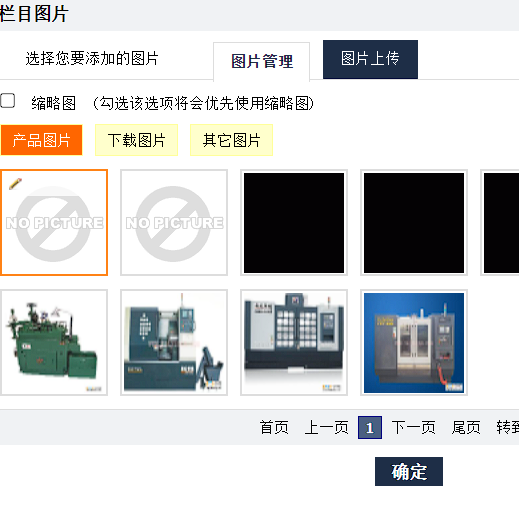 栏目图片
选择您要添加的图片 图片管理 图片上传
缩略图 (勾选该选项将会优先使用缩略图)
产品图片 下载图片 其它图片
NO PICTURE NO PICTURE
首页 上一页 1 下一页 尾页 转到
确定